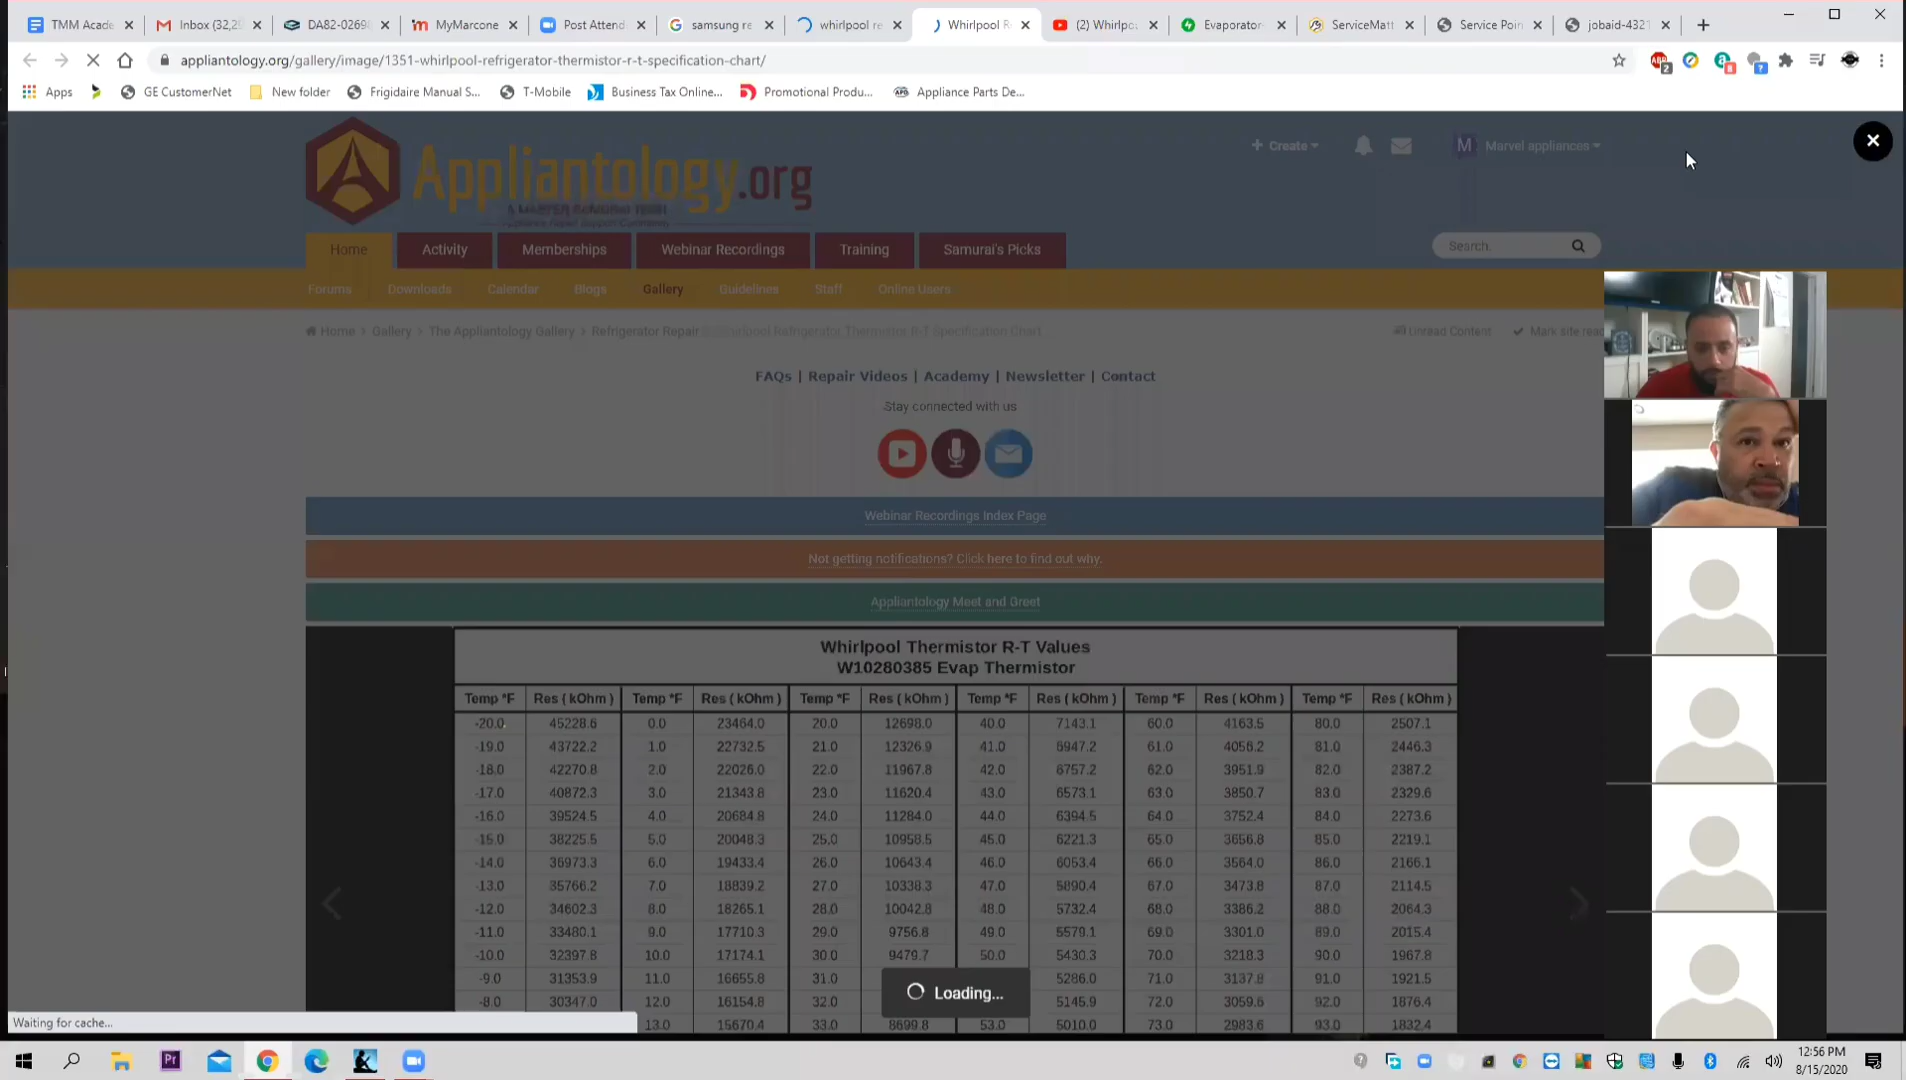 TMM Acade
Inbox (32,2
DA82-0269
MyMarcone
Post Attend
samsung re
whirlpool re
Whirlpool R
(2) Whirlpo
Evaporator
ServiceMatt
Service Poin
jobaid-4321
appliantology.org/gallery/image/1351-whirlpool-refrigerator-thermistor-r-t-specification-chart/
Apps
GE CustomerNet
New folder
Frigidaire Manual S...
T-Mobile
Business Tax Online...
Promotional Produ...
Appliance Parts De...
Appliantology.org
+ Create
M Marvel appliances
Home Activity Memberships Webinar Recordings Training Samurai's Picks
Search.
Forums Downloads Calendar Blogs Gallery Guidelines Staff Online Users
Home > Gallery > The Appliantology Gallery > Refrigerator Repair > Whirlpool Refrigerator Thermistor R-T Specification Chart
Unread Content Mark site read
FAQs | Repair Videos | Academy | Newsletter | Contact
Stay connected with us
Webinar Recordings Index Page
Not getting notifications? Click here to find out why.
Appliantology Meet and Greet
Whirlpool Thermistor R-T Values
W10280385 Evap Thermistor
Temp *F Res ( kOhm ) Temp *F Res ( kOhm ) Temp *F Res ( kOhm ) Temp *F Res ( kOhm ) Temp *F Res ( kOhm ) Temp *F Res ( kOhm )
-20.0 45228.6 0.0 23464.0 20.0 12698.0 40.0 7143.1 60.0 4163.5 80.0 2507.1
-19.0 43722.2 1.0 22732.5 21.0 12326.9 41.0 6947.2 61.0 4056.2 81.0 2446.3
-18.0 42270.8 2.0 22026.0 22.0 11967.8 42.0 6757.2 62.0 3951.9 82.0 2387.2
-17.0 40872.3 3.0 21343.8 23.0 11620.4 43.0 6573.1 63.0 3850.7 83.0 2329.6
-16.0 39524.5 4.0 20684.8 24.0 11284.0 44.0 6394.5 64.0 3752.4 84.0 2273.6
-15.0 38225.5 5.0 20048.3 25.0 10958.5 45.0 6221.3 65.0 3656.8 85.0 2219.1
-14.0 36973.3 6.0 19433.4 26.0 10643.4 46.0 6053.4 66.0 3564.0 86.0 2166.1
-13.0 35766.2 7.0 18839.2 27.0 10338.3 47.0 5890.4 67.0 3473.8 87.0 2114.5
-12.0 34602.3 8.0 18265.1 28.0 10042.8 48.0 5732.4 68.0 3386.2 88.0 2064.3
-11.0 33480.1 9.0 17710.3 29.0 9756.8 49.0 5579.1 69.0 3301.0 89.0 2015.4
-10.0 32397.8 10.0 17174.1 30.0 9479.7 50.0 5430.3 70.0 3218.3 90.0 1967.8
-9.0 31353.9 11.0 16655.8 31.0 5286.0 71.0 3137.8 91.0 1921.5
-8.0 30347.0 12.0 16154.8 32.0 5145.9 72.0 3059.6 92.0 1876.4
13.0 15670.4 33.0 8699.8 53.0 5010.0 73.0 2983.6 93.0 1832.4
Loading...
Waiting for cache...
12:56 PM
8/15/2020